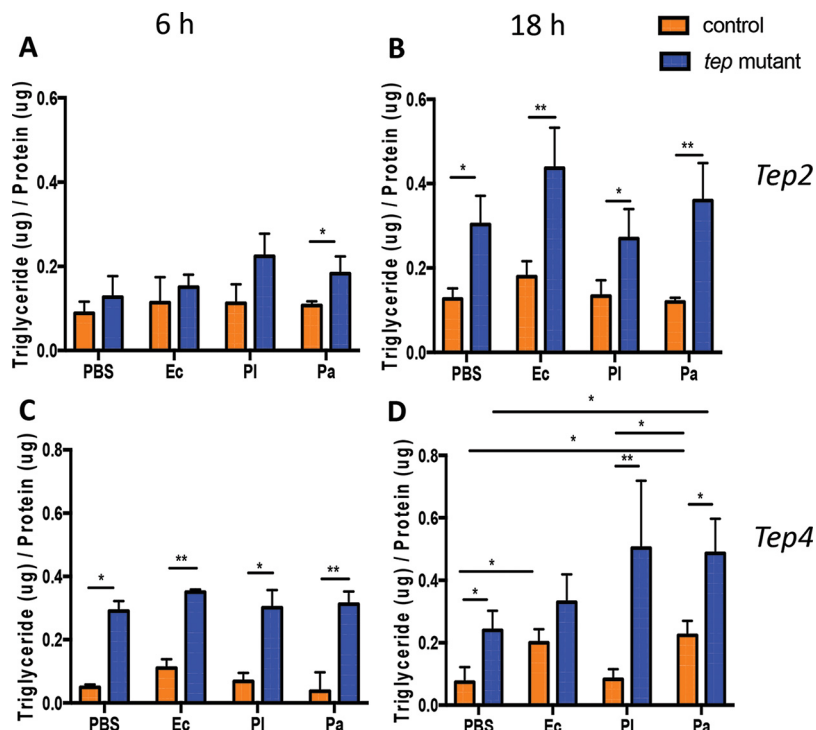 6 h
18 h
control
tep mutant
A
Triglyceride (ug) / Protein (ug)
0.6
0.4
0.2
0.0
*
PBS Ec Pl Pa
B
Triglyceride (ug) / Protein (ug)
0.6
0.4
0.2
0.0
* ** * **
PBS Ec Pl Pa
Tep2
C
Triglyceride (ug) / Protein (ug)
0.8
0.6
0.4
0.2
0.0
* ** * **
PBS Ec Pl Pa
D
Triglyceride (ug) / Protein (ug)
0.8
0.6
0.4
0.2
0.0
*
*
*
**
*
*
*
PBS Ec Pl Pa
Tep4